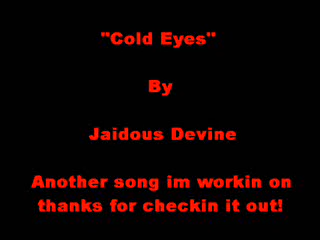 "Cold Eyes"
By
Jaidous Devine
Another song im workin on
thanks for checkin it out!